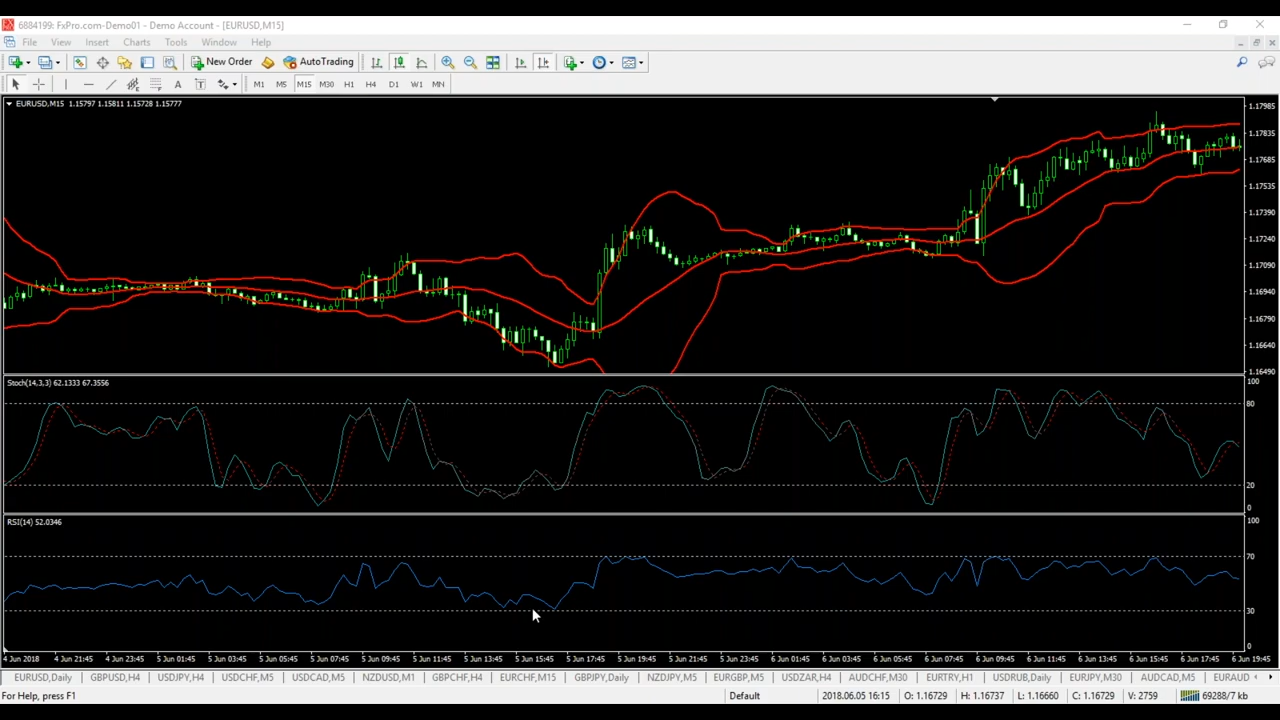 6884199: FxPro.com-Demo01 - Demo Account - [EURUSD,M15]
File View Insert Charts Tools Window Help
New Order AutoTrading
A T M1 M5 M15 M30 H1 H4 D1 W1 MN
EURUSD,M15 1.15797 1.15811 1.15728 1.15777
1.17985
1.17835
1.17685
1.17535
1.17390
1.17240
1.17090
1.16940
1.16790
1.16640
1.16490
Stoch(14,3,3) 62.1333 67.3556
100
80
20
0
RSI(14) 52.0346
100
70
30
0
4 Jun 2018 4 Jun 21:45 4 Jun 23:45 5 Jun 01:45 5 Jun 03:45 5 Jun 05:45 5 Jun 07:45 5 Jun 09:45 5 Jun 11:45 5 Jun 13:45 5 Jun 15:45 5 Jun 17:45 5 Jun 19:45 5 Jun 21:45 5 Jun 23:45 6 Jun 01:45 6 Jun 03:45 6 Jun 05:45 6 Jun 07:45 6 Jun 09:45 6 Jun 11:45 6 Jun 13:45 6 Jun 15:45 6 Jun 17:45 6 Jun 19:45
EURUSD,Daily GBPUSD,H4 USDJPY,H4 USDCHF,M5 USDCAD,M5 NZDUSD,M1 GBPCHF,H4 EURCHF,M15 GBPJPY,Daily NZDJPY,M5 EURGBP,M5 USDZAR,H4 AUDCHF,M30 EURTRY,H1 USDRUB,Daily EURJPY,M30 AUDCAD,M5 EURAUD
For Help, press F1 Default 2018.06.05 16:15 O: 1.16729 H: 1.16737 L: 1.16660 C: 1.16729 V: 2759 69288/7 kb